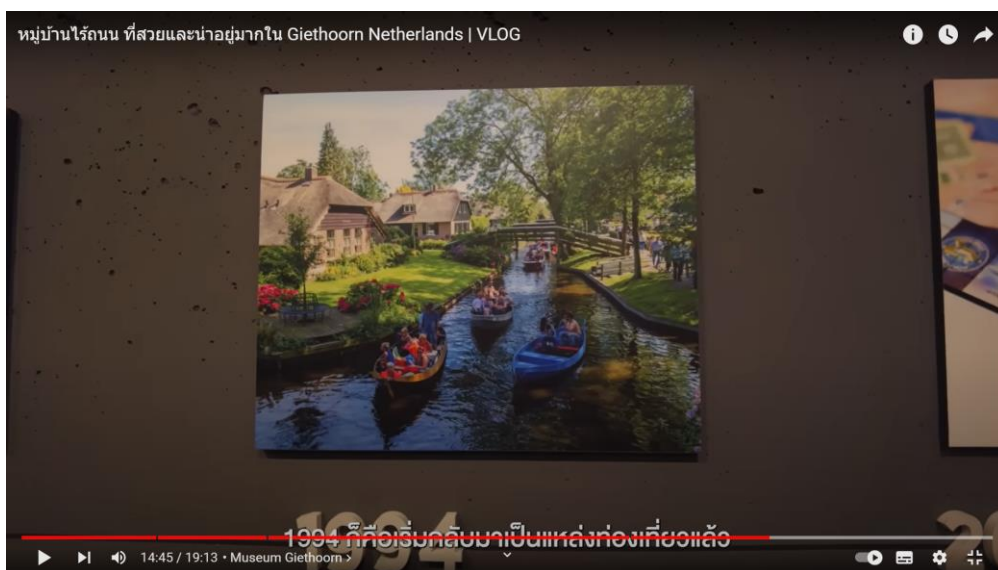 หมู่บ้านไร้ถนน ที่สวยและน่าอยู่มากใน Giethoorn Netherlands | VLOG
1994
1994 ก็คือเริ่มกลับมาเป็นแหล่งท่องเที่ยวแล้ว
14:45 / 19:13 • Museum Giethoorn >